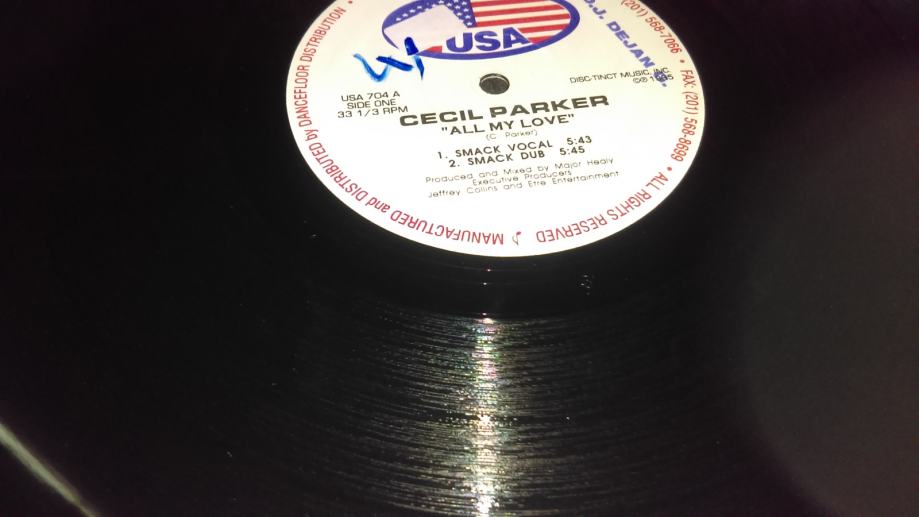 USA
D.J. DEJAN
(201) 568-7066 • FAX: (201) 568-8699 • ALL RIGHTS RESERVED
MANUFACTURED and DISTRIBUTED by DANCEFLOOR DISTRIBUTION •
USA 704 A
SIDE ONE
33 1/3 RPM
DISC-TINCT MUSIC, INC.
CECIL PARKER
"ALL MY LOVE"
(C. Parker)
1. SMACK VOCAL 5:43
2. SMACK DUB 5:45
Produced and Mixed by Major Healy
Executive Producers
Jeffrey Collins and Etre Entertainment